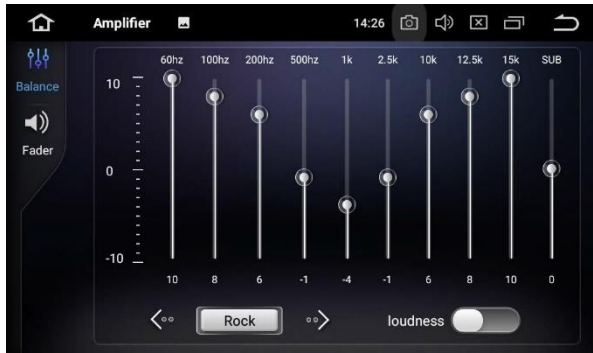 Amplifier 14:26
60hz 100hz 200hz 500hz 1k 2.5k 10k 12.5k 15k SUB
Balance
Fader
10
0
-10
10 8 6 -1 -4 -1 6 8 10 0
Rock loudness